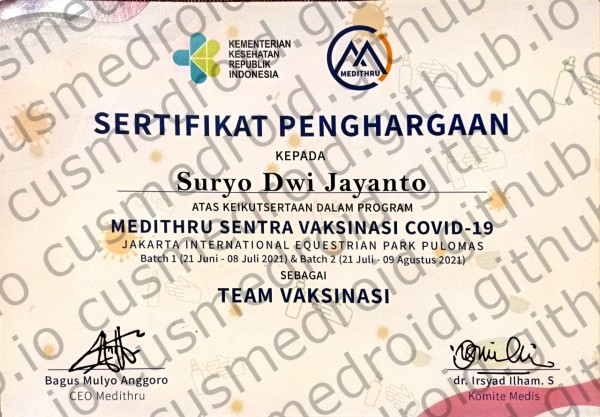 KEMENTERIAN
KESEHATAN
REPUBLIK
INDONESIA
MEDITHRU
SERTIFIKAT PENGHARGAAN
KEPADA
Suryo Dwi Jayanto
ATAS KEIKUTSERTAAN DALAM PROGRAM
MEDITHRU SENTRA VAKSINASI COVID-19
JAKARTA INTERNATIONAL EQUESTRIAN PARK PULOMAS
Batch 1 (21 Juni - 08 Juli 2021) & Batch 2 (21 Juli - 09 Agustus 2021)
SEBAGAI
TEAM VAKSINASI
Bagus Mulyo Anggoro
CEO Medithru
dr. Irsyad Ilham. S
Komite Medis
cusmedroid.github.io
cusmedroid.github.io
cusmedroid.github.io